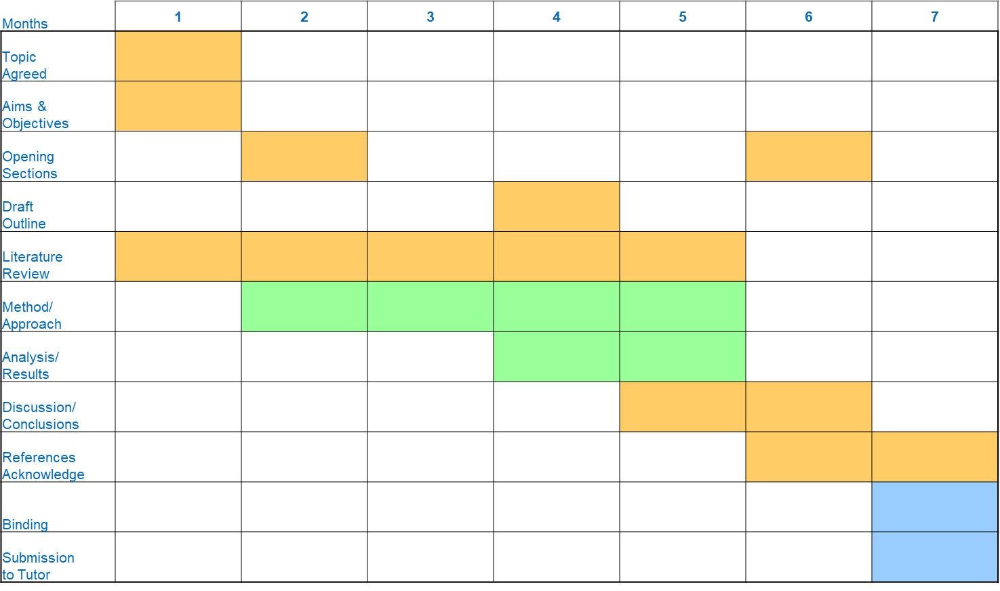 Months 1 2 3 4 5 6 7
Topic
Agreed
Aims &
Objectives
Opening
Sections
Draft
Outline
Literature
Review
Method/
Approach
Analysis/
Results
Discussion/
Conclusions
References
Acknowledge
Binding
Submission
to Tutor